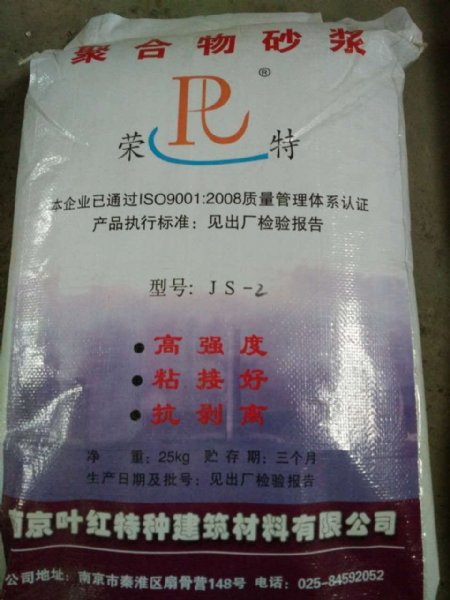 聚合物砂浆
PL
®
荣 特
本企业已通过ISO9001:2008质量管理体系认证
产品执行标准：见出厂检验报告
型号：JS-2
●高强度
●粘接好
●抗剥离
净 重：25kg 贮存期：三个月
生产日期及批号：见出厂检验报告
南京叶红特种建筑材料有限公司
公司地址：南京市秦淮区扇骨营148号 电话：025-84592052